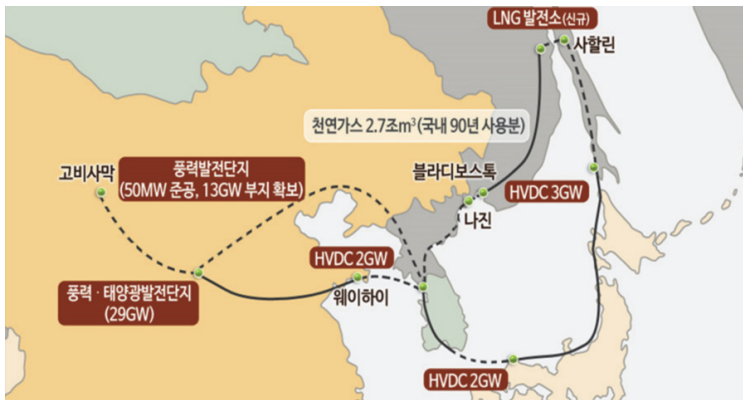 LNG 발전소(신규)
사할린
천연가스 2.7조m³(국내 90년 사용분)
고비사막
풍력발전단지
(50MW 준공, 13GW 부지 확보)
블라디보스톡
HVDC 3GW
나진
HVDC 2GW
풍력·태양광발전단지
(29GW)
웨이하이
HVDC 2GW